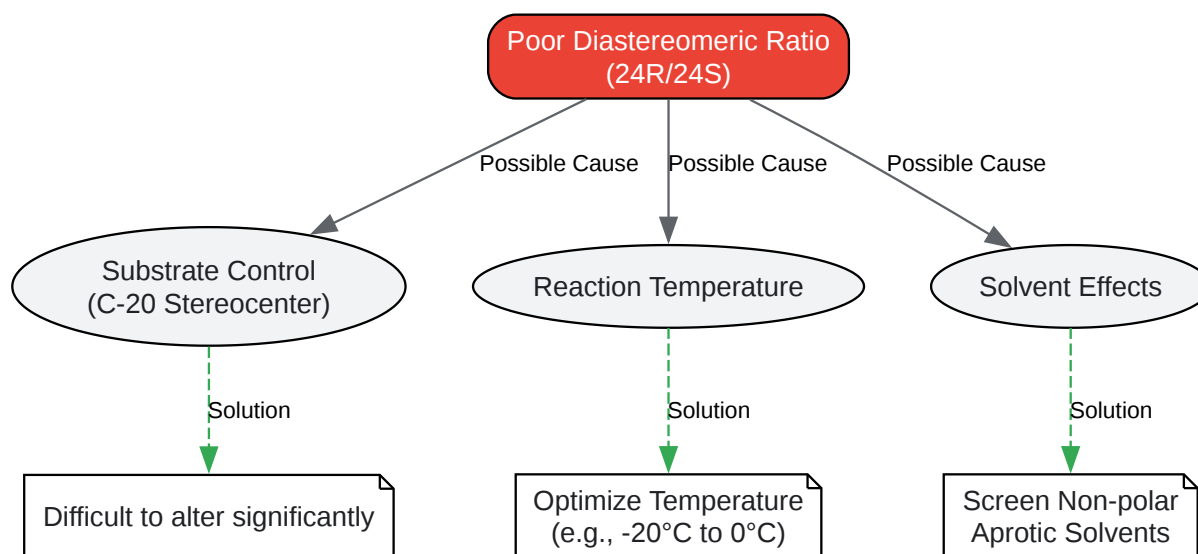 Poor Diastereomeric Ratio
(24R/24S)
Possible Cause
Possible Cause
Possible Cause
Substrate Control
(C-20 Stereocenter)
Reaction Temperature
Solvent Effects
Solution
Solution
Solution
Difficult to alter significantly
Optimize Temperature
(e.g., -20°C to 0°C)
Screen Non-polar
Aprotic Solvents